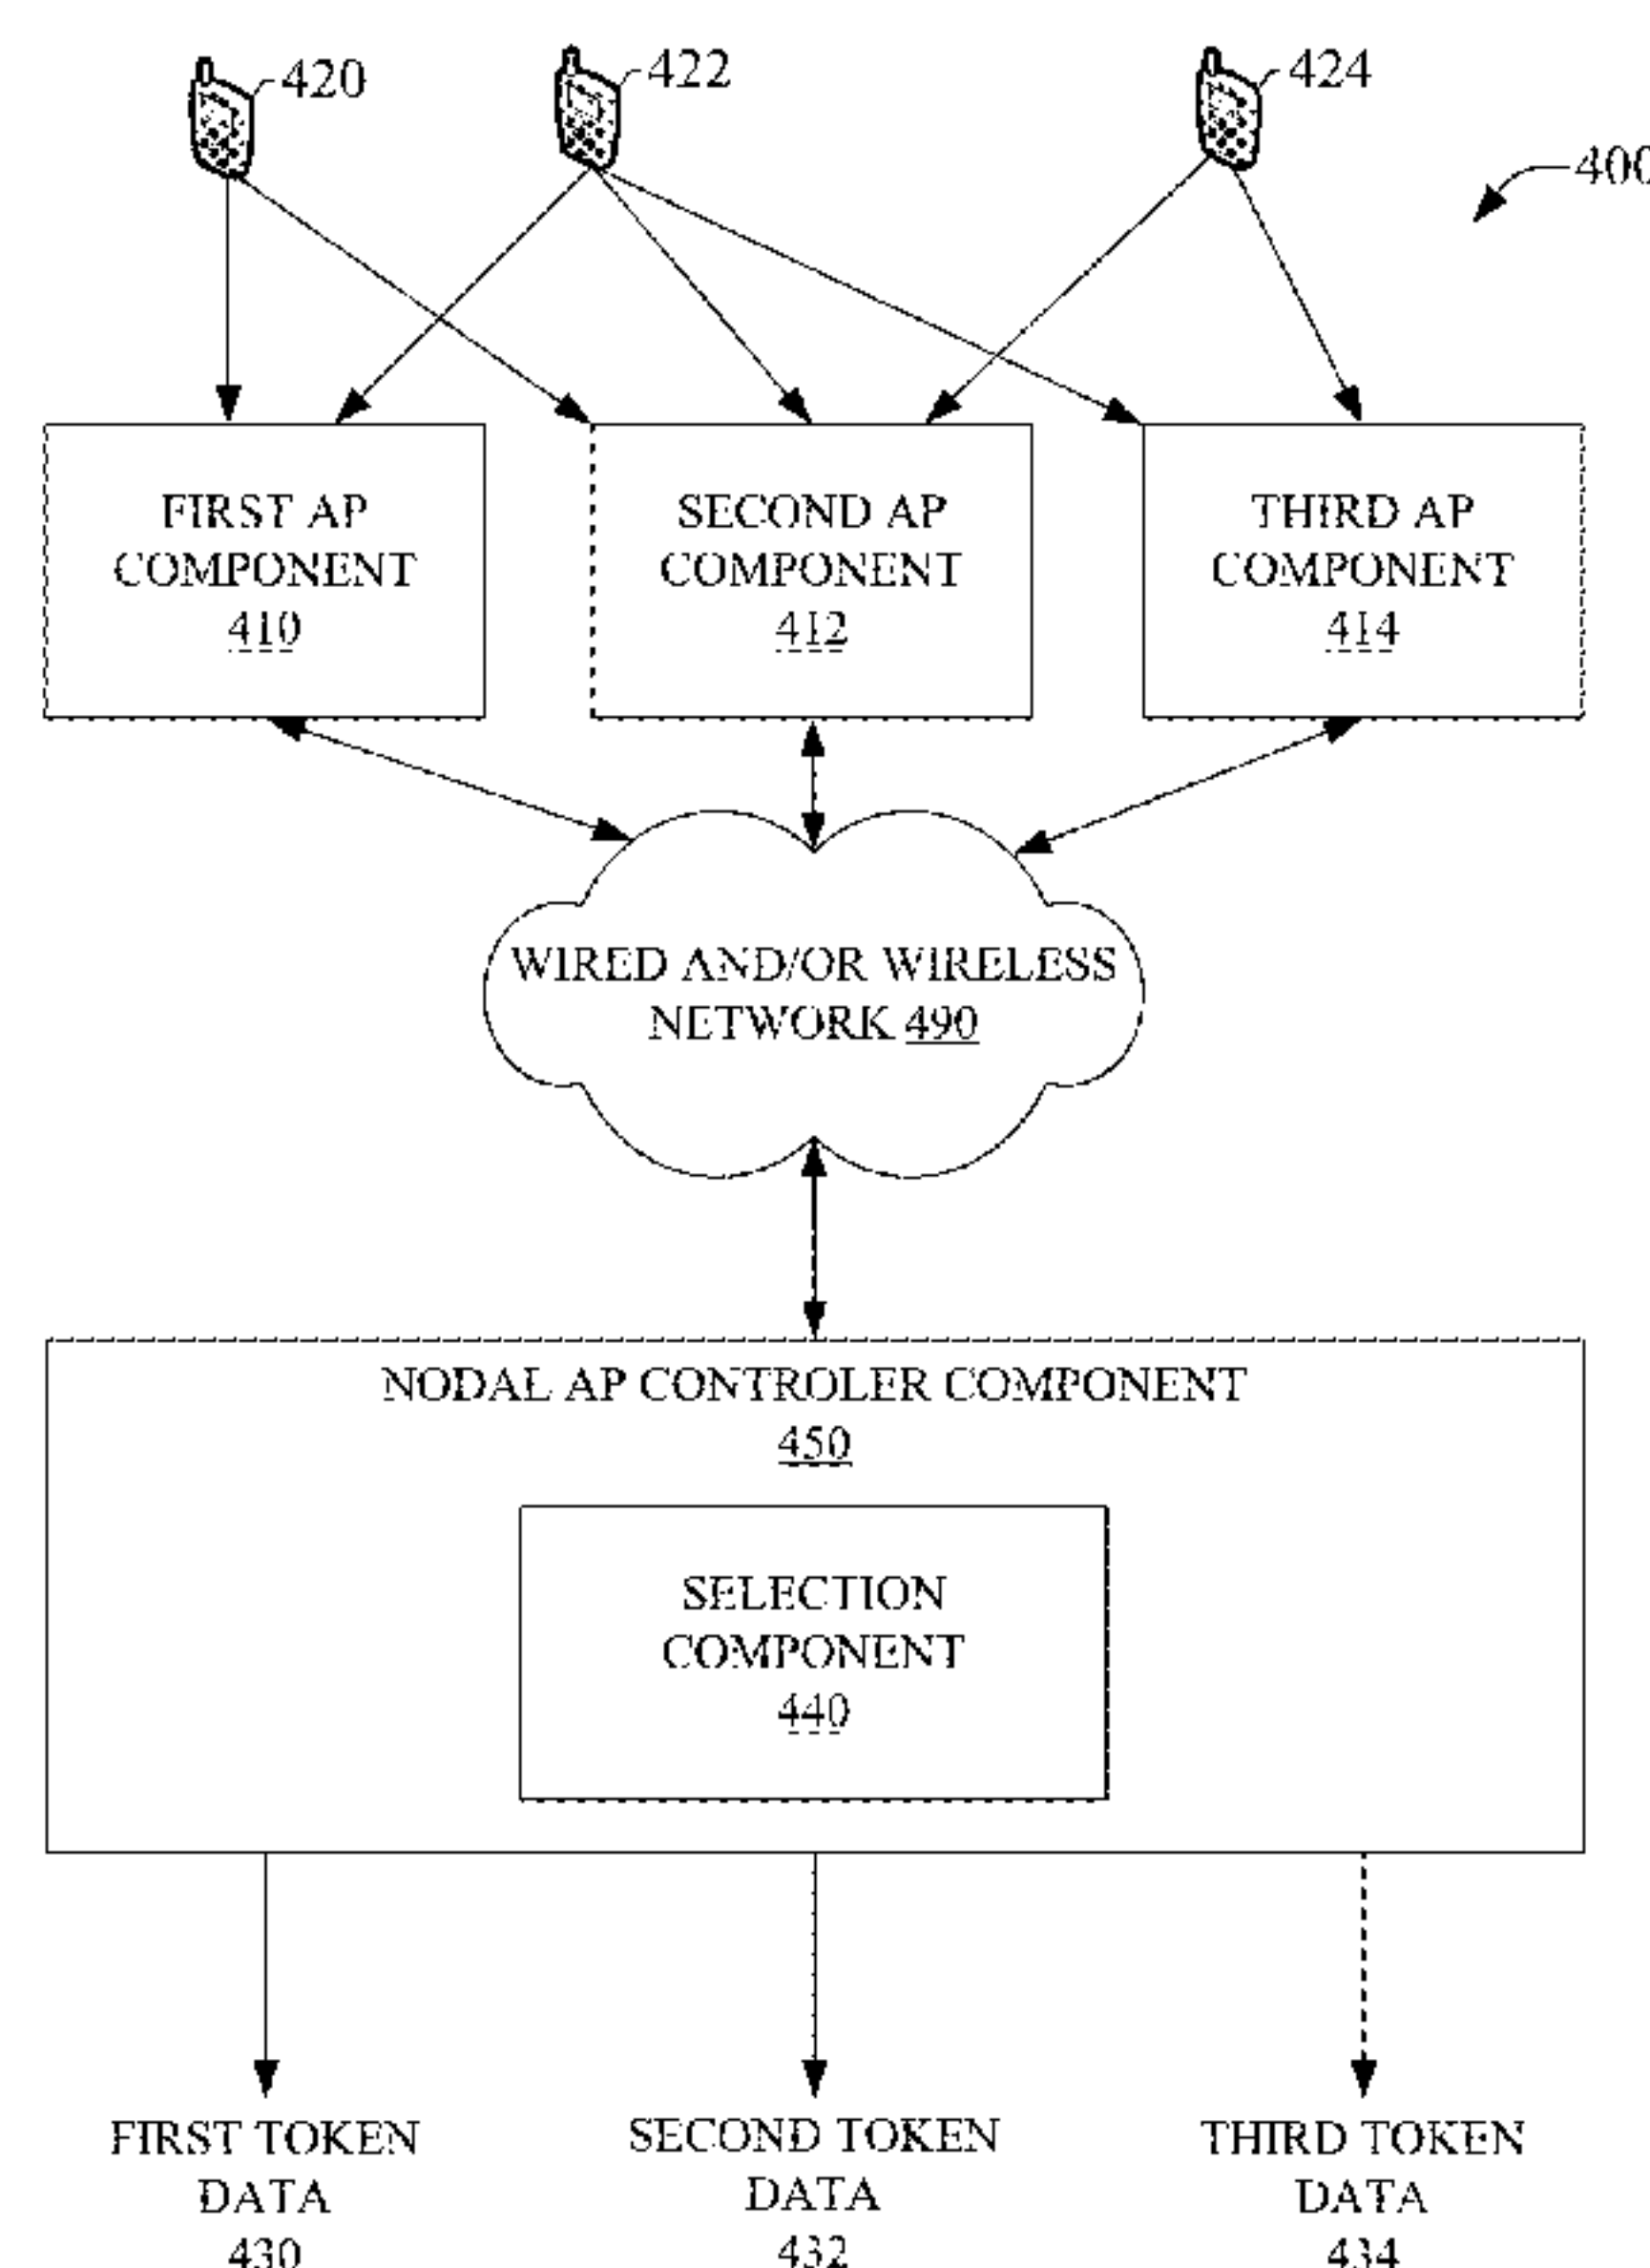 420
422
424
400
FIRST AP
COMPONENT
410
SECOND AP
COMPONENT
412
THIRD AP
COMPONENT
414
WIRED AND/OR WIRELESS
NETWORK 490
NODAL AP CONTROLER COMPONENT
450
SELECTION
COMPONENT
440
FIRST TOKEN
DATA
430
SECOND TOKEN
DATA
432
THIRD TOKEN
DATA
434